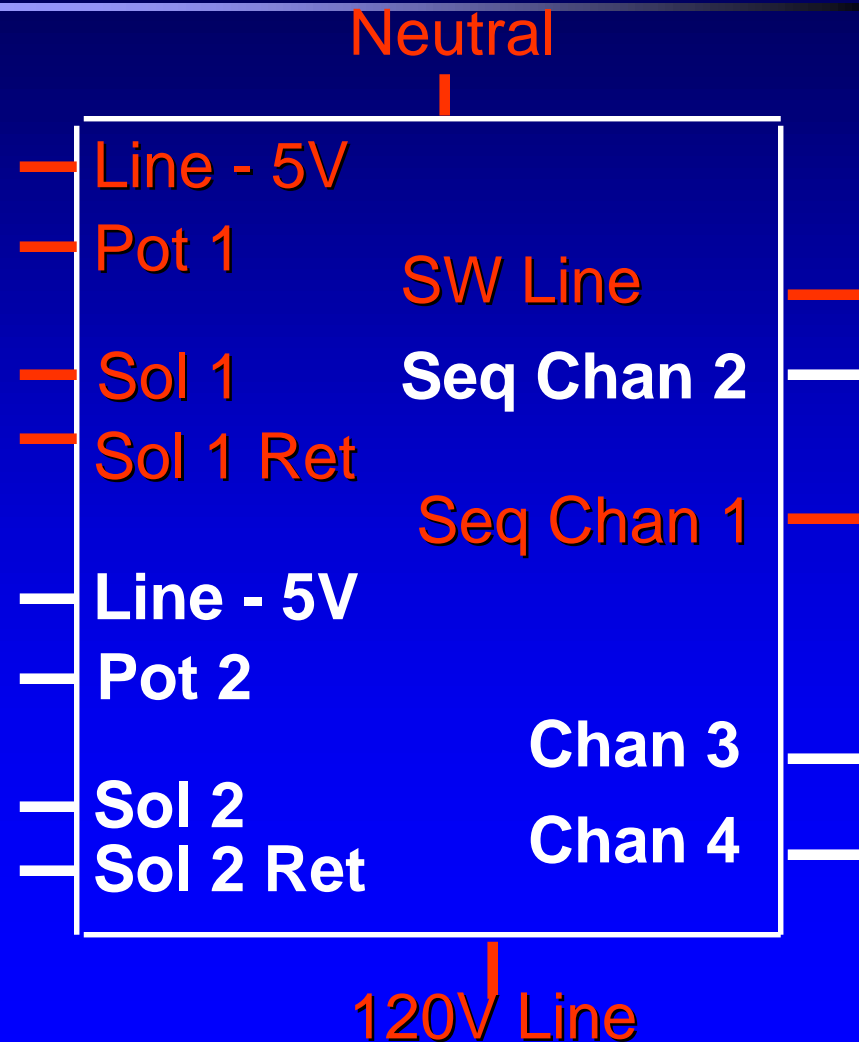 Neutral
Line - 5V
Pot 1
SW Line
Sol 1
Seq Chan 2
Sol 1 Ret
Seq Chan 1
Line - 5V
Pot 2
Chan 3
Sol 2
Chan 4
Sol 2 Ret
120V Line